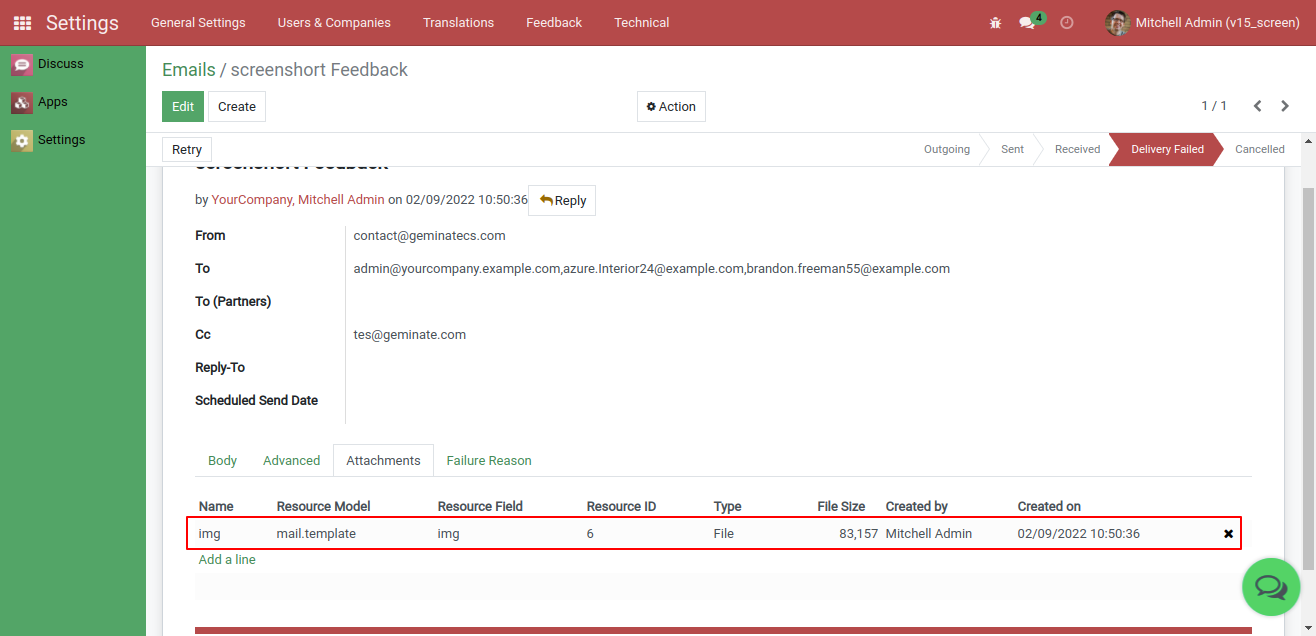 Settings General Settings Users & Companies Translations Feedback Technical 4 Mitchell Admin (v15_screen)
Discuss
Apps
Settings
Emails / screenshort Feedback
Edit Create Action 1 / 1
Retry Outgoing Sent Received Delivery Failed Cancelled
screenshort Feedback
by YourCompany, Mitchell Admin on 02/09/2022 10:50:36 Reply
From contact@geminatecs.com
To admin@yourcompany.example.com,azure.Interior24@example.com,brandon.freeman55@example.com
To (Partners)
Cc tes@geminate.com
Reply-To
Scheduled Send Date
Body Advanced Attachments Failure Reason
Name Resource Model Resource Field Resource ID Type File Size Created by Created on
img mail.template img 6 File 83,157 Mitchell Admin 02/09/2022 10:50:36
Add a line